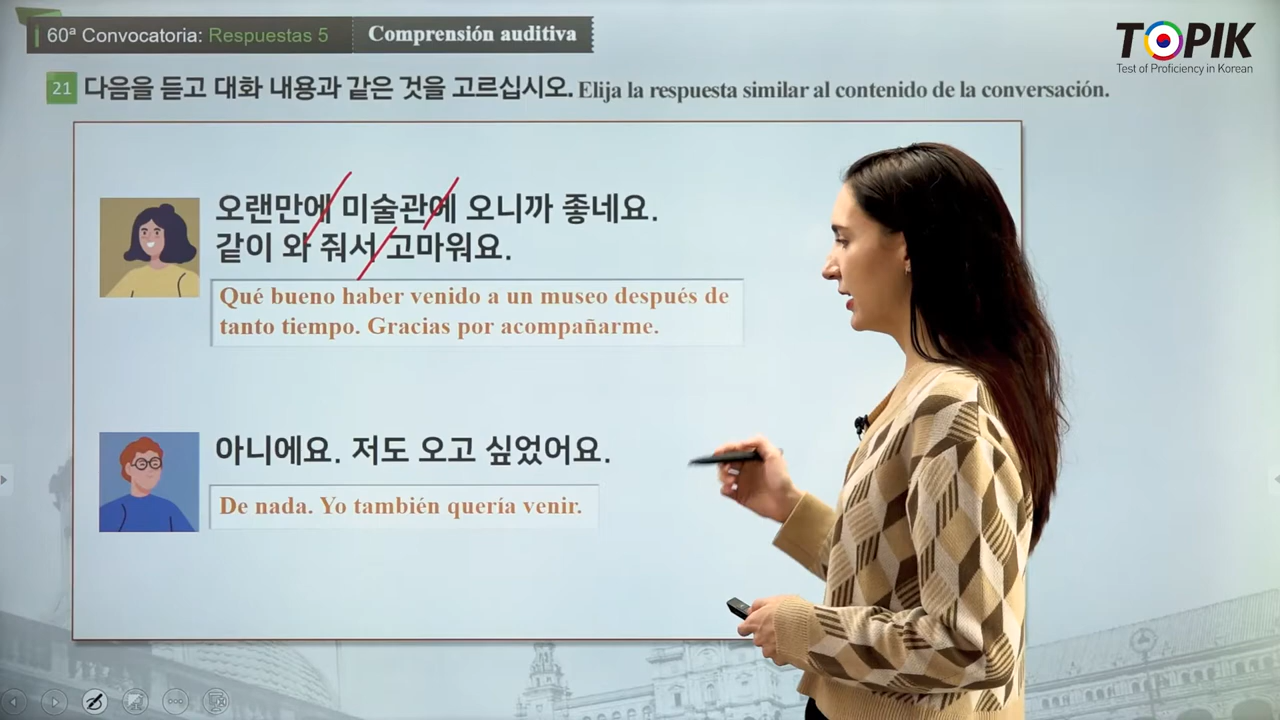 60ª Convocatoria: Respuestas 5
Comprensión auditiva
TOPIK
Test of Proficiency in Korean
21 다음을 듣고 대화 내용과 같은 것을 고르십시오. Elija la respuesta similar al contenido de la conversación.
오랜만에 미술관에 오니까 좋네요.
같이 와 줘서 고마워요.
Qué bueno haber venido a un museo después de
tanto tiempo. Gracias por acompañarme.
아니에요. 저도 오고 싶었어요.
De nada. Yo también quería venir.